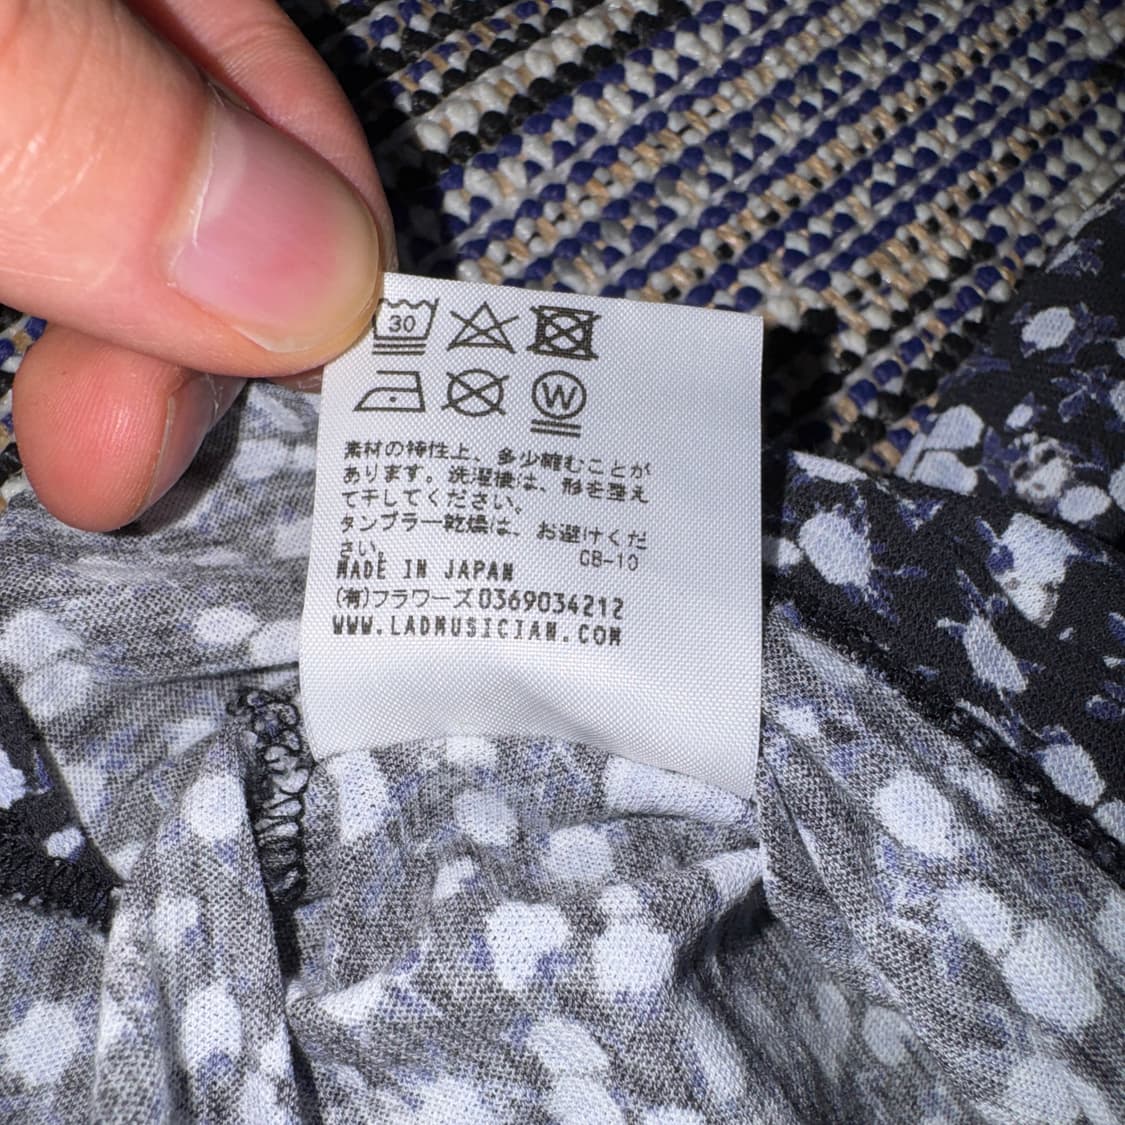 30
W
素材の特性上、多少縮むことが
あります。洗濯後は、形を整え
て干してください。
タンブラー乾燥は、お避けくだ
さい。 GB-10
MADE IN JAPAN
(有)フラワーズ0369034212
WWW.LADMUSICIAN.COM